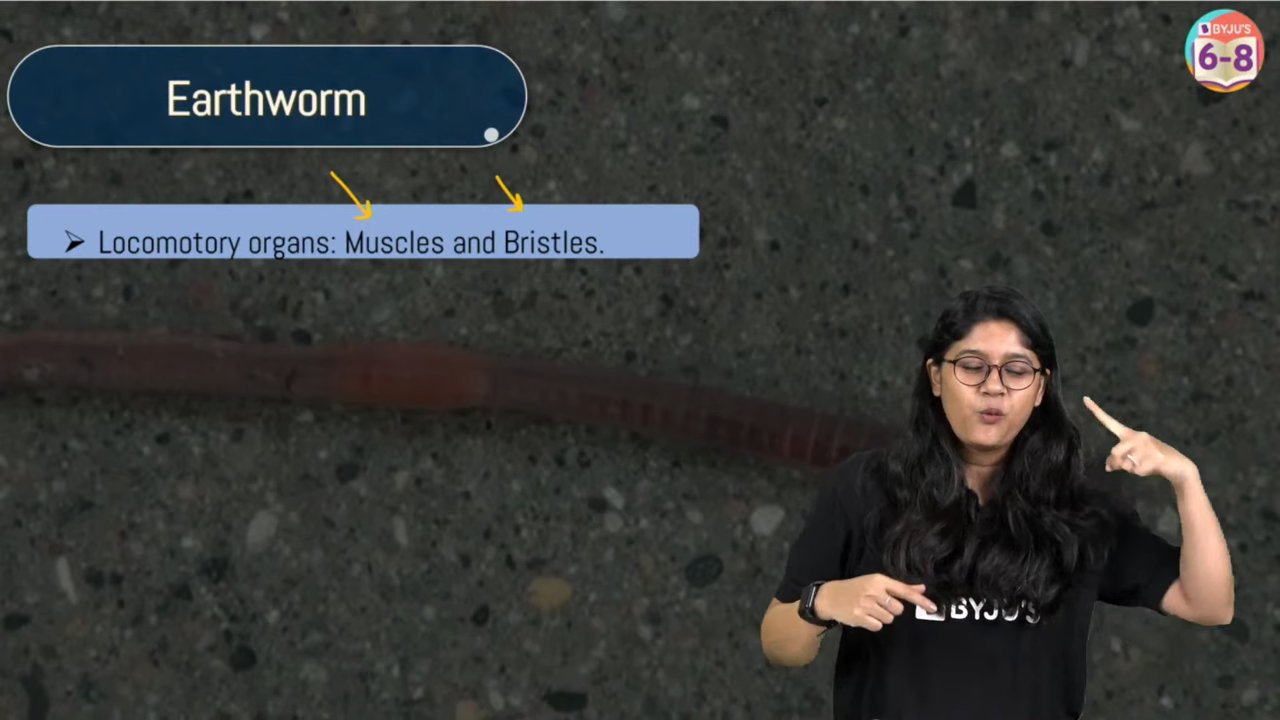 BYJU'S
6-8
Earthworm
➢ Locomotory organs: Muscles and Bristles.
BYJU'S